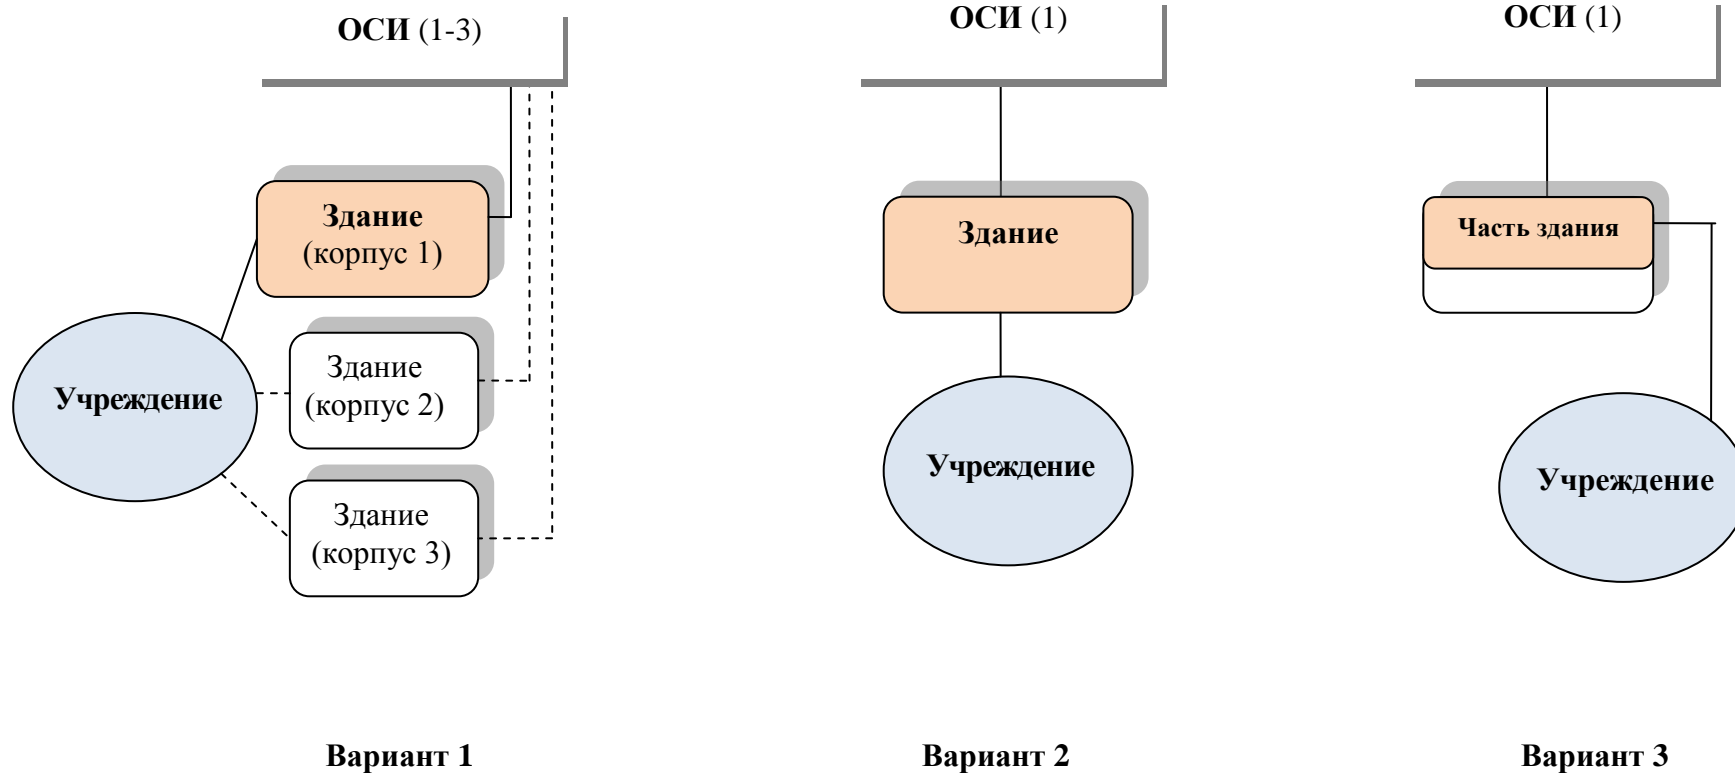 ОСИ (1-3)
ОСИ (1)
ОСИ (1)
Здание
(корпус 1)
Здание
Часть здания
Здание
(корпус 2)
Учреждение
Учреждение
Учреждение
Здание
(корпус 3)
Вариант 1
Вариант 2
Вариант 3